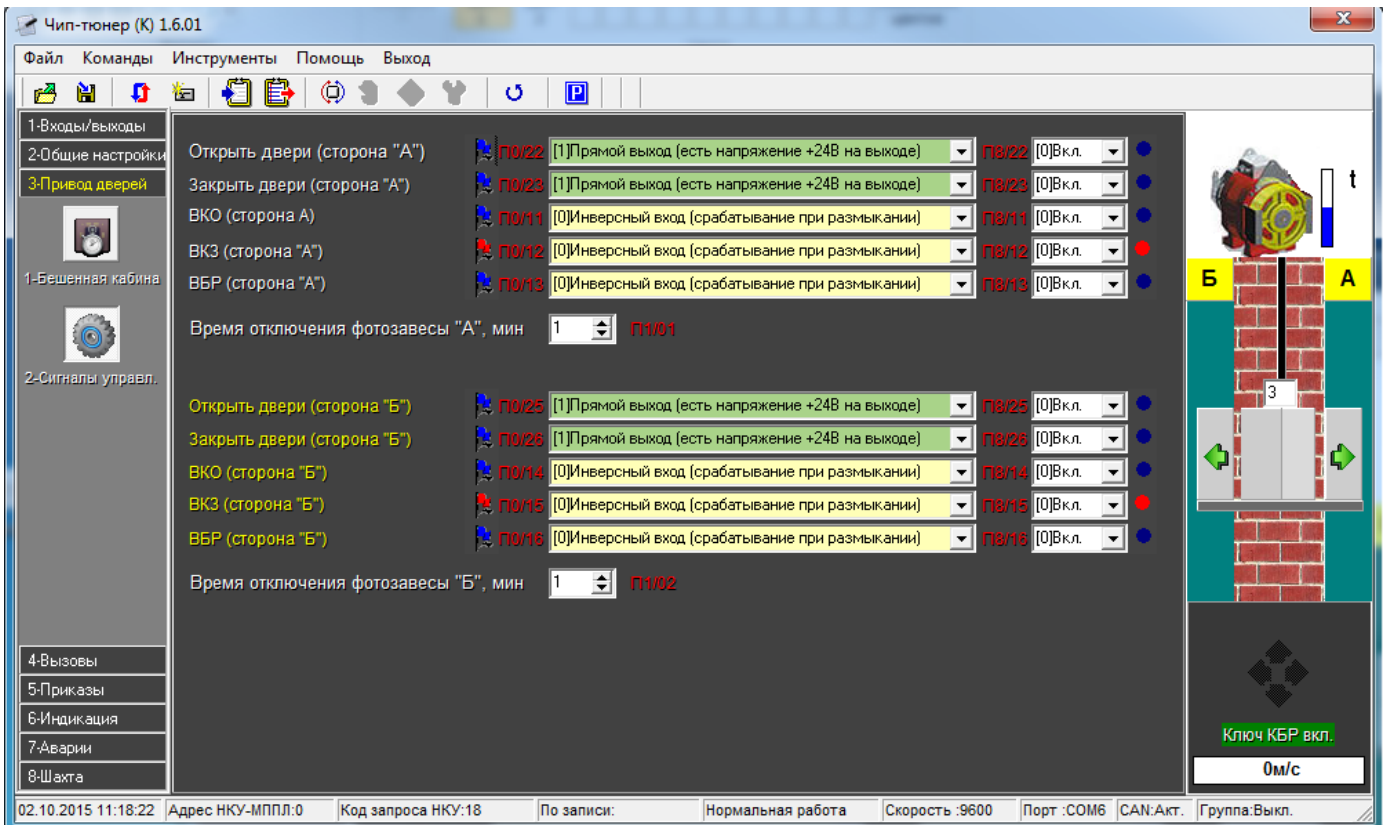 Чип-тюнер (К) 1.6.01
Файл Команды Инструменты Помощь Выход
1-Входы/выходы
2-Общие настройки
3-Привод дверей
1-Бешенная кабина
2-Сигналы управл.
4-Вызовы
5-Приказы
6-Индикация
7-Аварии
8-Шахта
Открыть двери (сторона "А") П0/22 [1]Прямой выход (есть напряжение +24В на выходе) П8/22 [0]Вкл.
Закрыть двери (сторона "А") П0/23 [1]Прямой выход (есть напряжение +24В на выходе) П8/23 [0]Вкл.
ВКО (сторона А) П0/11 [0]Инверсный вход (срабатывание при размыкании) П8/11 [0]Вкл.
ВКЗ (сторона "А") П0/12 [0]Инверсный вход (срабатывание при размыкании) П8/12 [0]Вкл.
ВБР (сторона "А") П0/13 [0]Инверсный вход (срабатывание при размыкании) П8/13 [0]Вкл.
Время отключения фотозавесы "А", мин 1 П1/01
Открыть двери (сторона "Б") П0/25 [1]Прямой выход (есть напряжение +24В на выходе) П8/25 [0]Вкл.
Закрыть двери (сторона "Б") П0/26 [1]Прямой выход (есть напряжение +24В на выходе) П8/26 [0]Вкл.
ВКО (сторона "Б") П0/14 [0]Инверсный вход (срабатывание при размыкании) П8/14 [0]Вкл.
ВКЗ (сторона "Б") П0/15 [0]Инверсный вход (срабатывание при размыкании) П8/15 [0]Вкл.
ВБР (сторона "Б") П0/16 [0]Инверсный вход (срабатывание при размыкании) П8/16 [0]Вкл.
Время отключения фотозавесы "Б", мин 1 П1/02
t
Б А
3
Ключ КБР вкл.
0м/с
02.10.2015 11:18:22 Адрес НКУ-МППЛ:0 Код запроса НКУ:18 По записи: Нормальная работа Скорость :9600 Порт :COM6 CAN:Акт. Группа:Выкл.